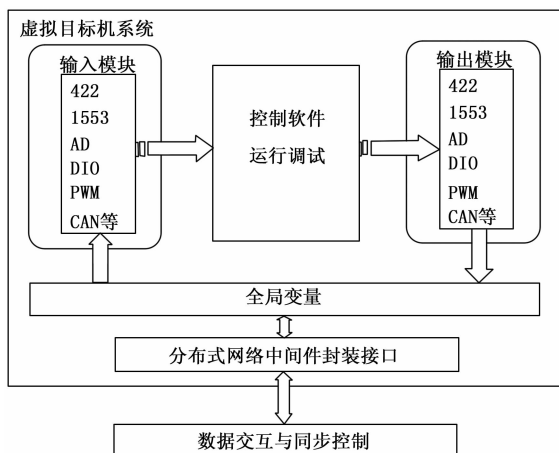 虚拟目标机系统
输入模块
422
1553
AD
DIO
PWM
CAN等
控制软件
运行调试
输出模块
422
1553
AD
DIO
PWM
CAN等
全局变量
分布式网络中间件封装接口
数据交互与同步控制